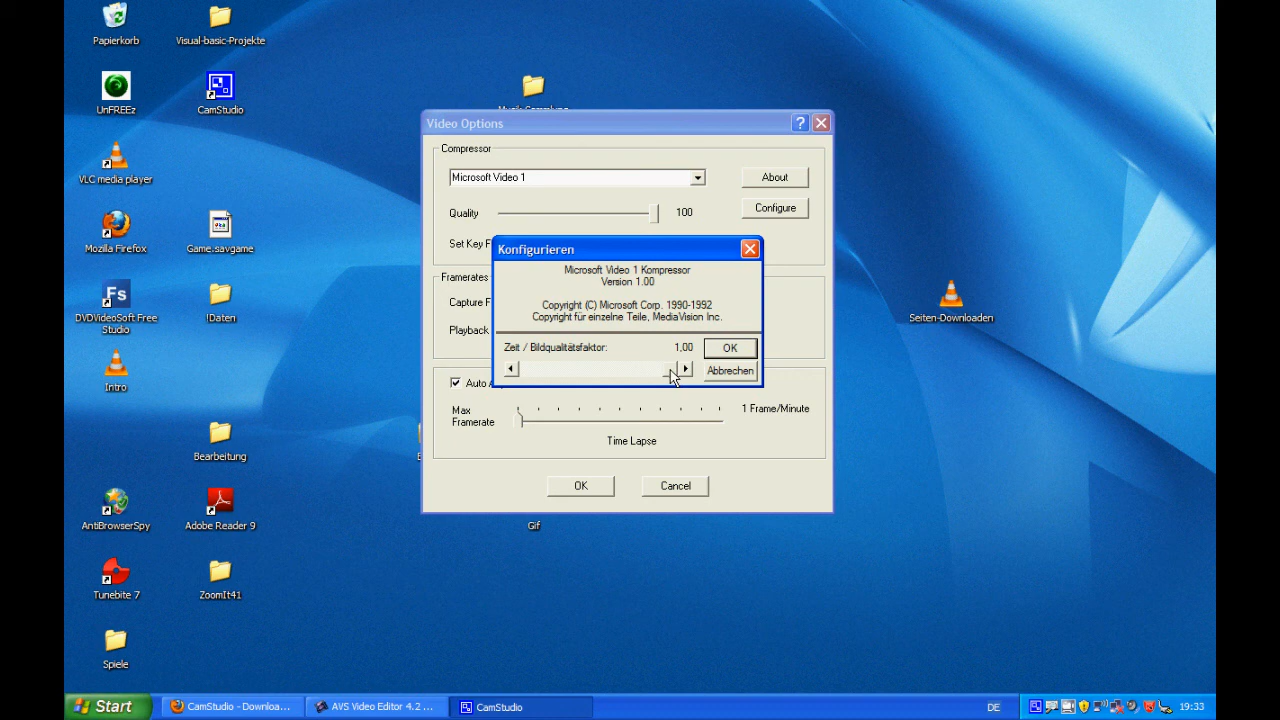 Papierkorb
Visual-basic-Projekte
UnFREEz
CamStudio
VLC media player
Mozilla Firefox
Game.savgame
DVDVideoSoft Free
Studio
!Daten
Intro
Bearbeitung
AntiBrowserSpy
Adobe Reader 9
Tunebite 7
ZoomIt41
Spiele
Musik-Sammlung
Gif
Seiten-Downloaden
Video Options
Compressor
Microsoft Video 1
About
Quality
100
Configure
Set Key F
Framerates
Capture F
Playback
Auto A
Max
Framerate
1 Frame/Minute
Time Lapse
OK
Cancel
Konfigurieren
Microsoft Video 1 Kompressor
Version 1.00
Copyright (C) Microsoft Corp. 1990-1992
Copyright für einzelne Teile, MediaVision Inc.
Zeit / Bildqualitätsfaktor:
1,00
OK
Abbrechen
Start
CamStudio - Downloa...
AVS Video Editor 4.2 ...
CamStudio
DE
19:33